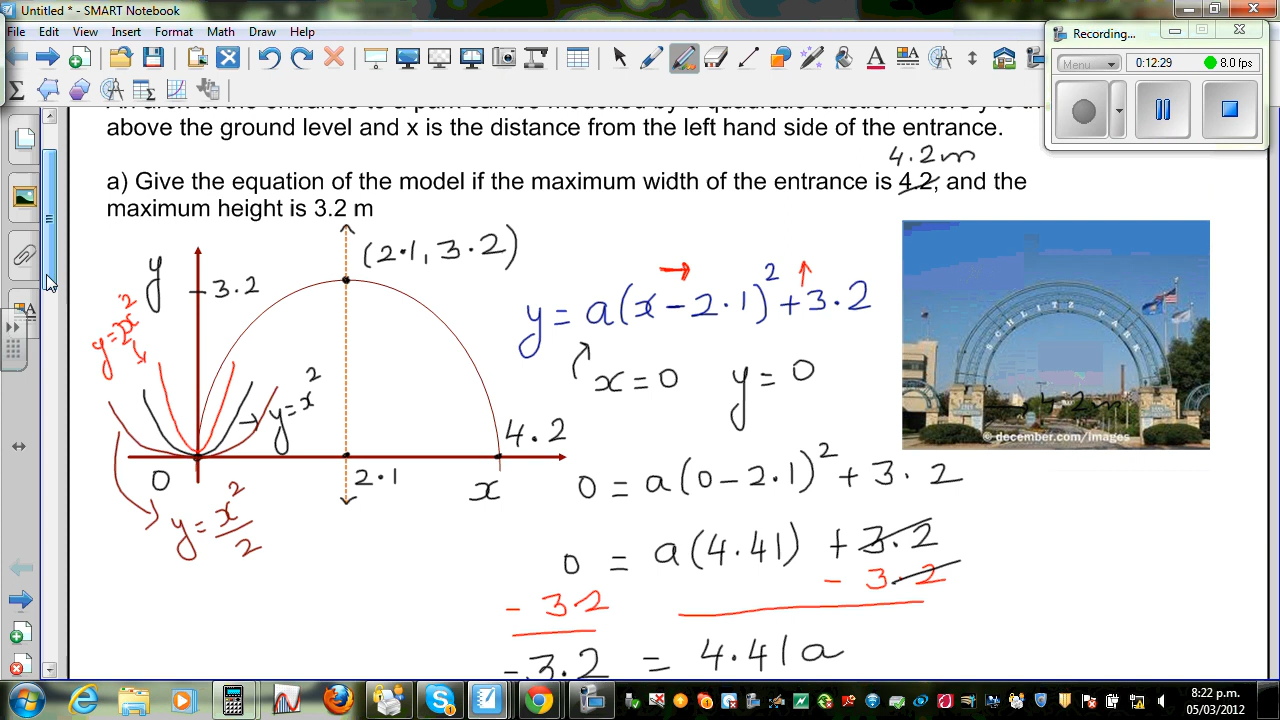 Untitled * - SMART Notebook
File Edit View Insert Format Math Draw Help
Recording...
Menu 0:12:29 8.0 fps
above the ground level and x is the distance from the left hand side of the entrance.
4.2m
a) Give the equation of the model if the maximum width of the entrance is 4.2, and the
maximum height is 3.2 m
(2.1, 3.2)
y
3.2
y=2x²
y=x²
4.2
0
2.1
x
y=x²/2
y = a(x-2.1)²+3.2
x=0 y=0
0 = a(0-2.1)²+3.2
0 = a(4.41) +3.2
-3.2 -3.2
-3.2 = 4.41a
SCHLITZ PARK
4.2m
© december.com/Images
8:22 p.m.
05/03/2012